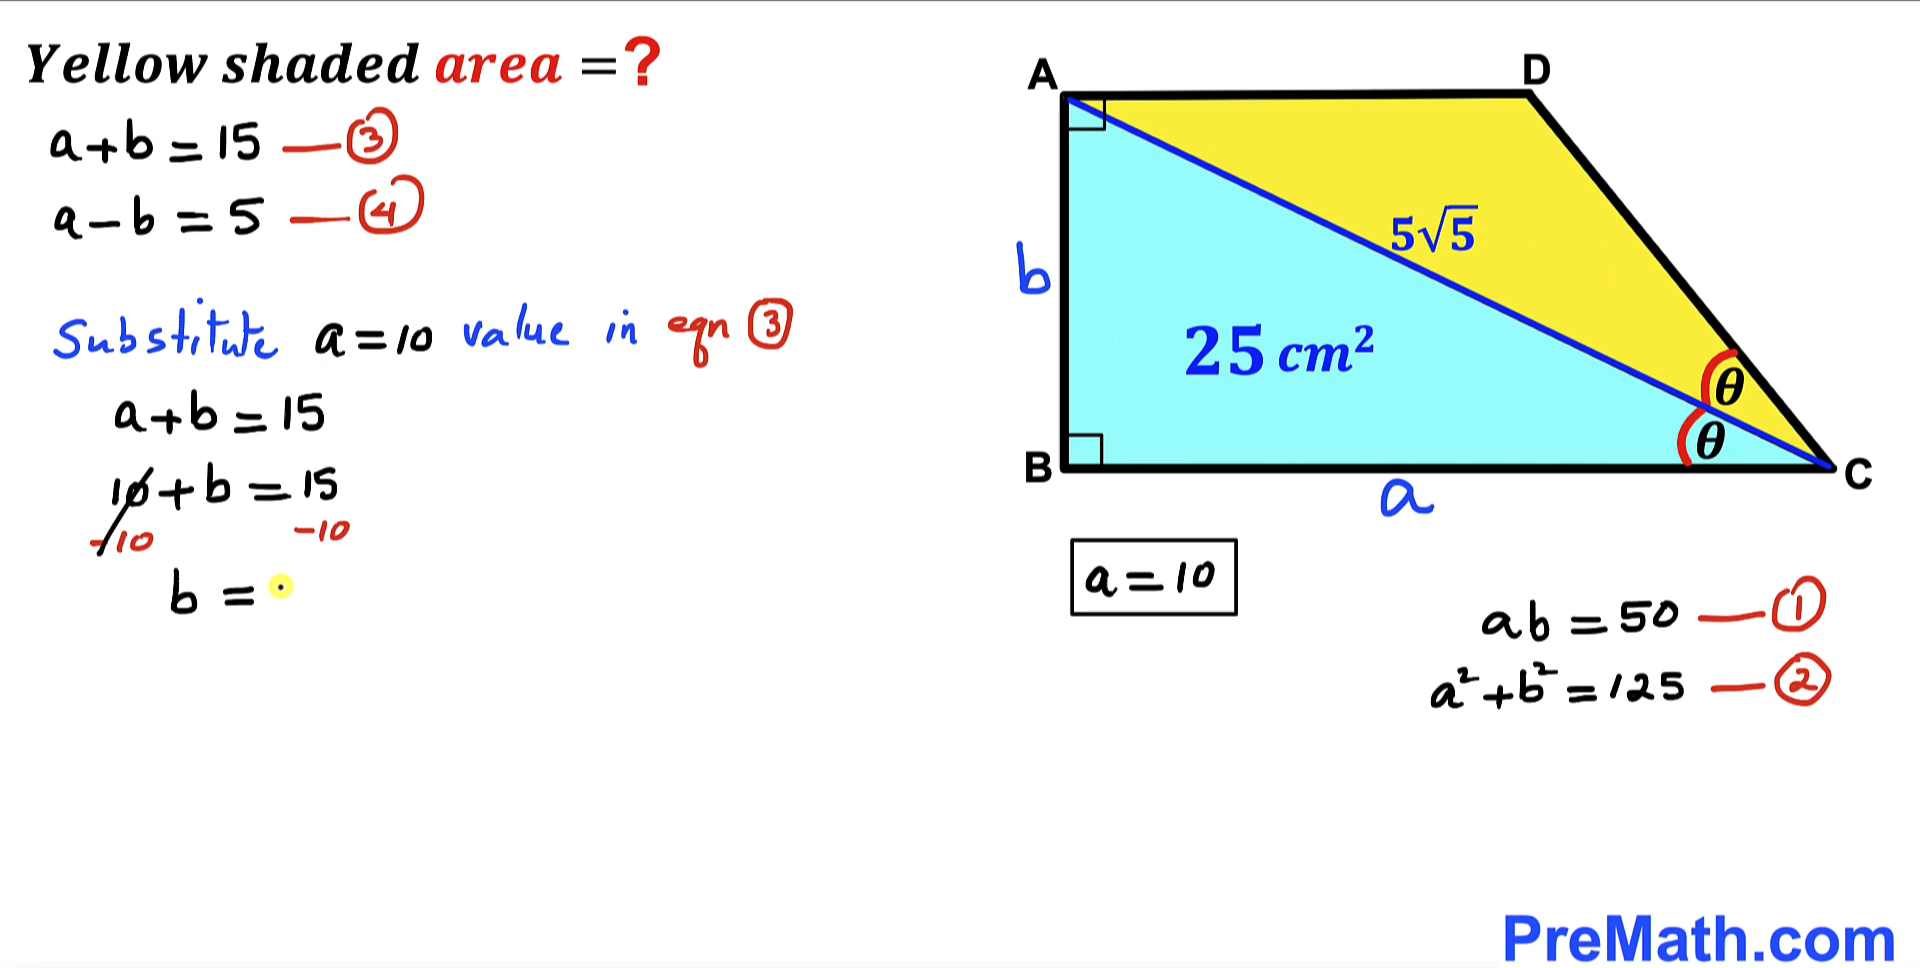 Yellow shaded area = ?
a + b = 15 — ③
a − b = 5 — ④
Substitute a = 10 value in eqn ③
a + b = 15
10 + b = 15
-10 -10
b =
A
D
b
5√5
25 cm²
θ
θ
B
C
a
a = 10
ab = 50 — ①
a² + b² = 125 — ②
PreMath.com